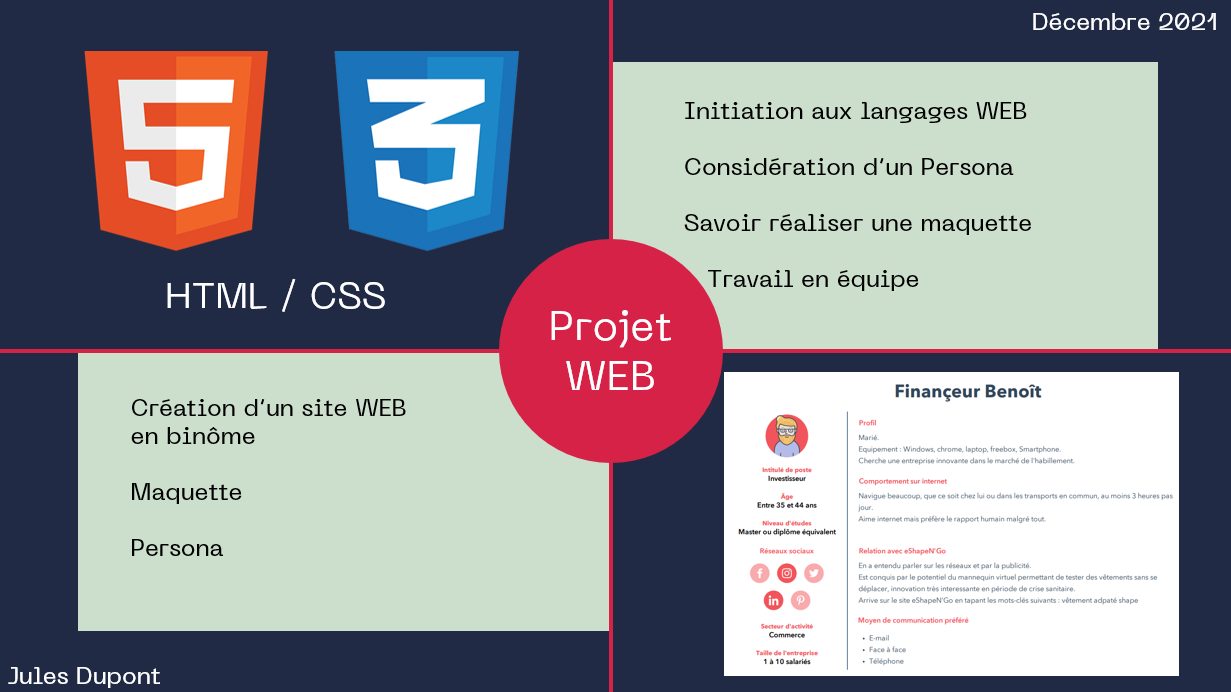 Décembre 2021
5
3
HTML / CSS
Initiation aux langages WEB
Considération d'un Persona
Savoir réaliser une maquette
Travail en équipe
Projet
WEB
Création d'un site WEB
en binôme
Maquette
Persona
Finançeur Benoît
Intitulé de poste
Investisseur
Âge
Entre 35 et 44 ans
Niveau d'études
Master ou diplôme équivalent
Réseaux sociaux
Secteur d'activité
Commerce
Taille de l'entreprise
1 à 10 salariés
Profil
Marié.
Equipement : Windows, chrome, laptop, freebox, Smartphone.
Cherche une entreprise innovante dans le marché de l'habillement.
Comportement sur internet
Navigue beaucoup, que ce soit chez lui ou dans les transports en commun, au moins 3 heures pas
jour.
Aime internet mais préfère le rapport humain malgré tout.
Relation avec eShapeN'Go
En a entendu parler sur les réseaux et par la publicité.
Est conquis par le potentiel du mannequin virtuel permettant de tester des vêtements sans se
déplacer, innovation très interessante en période de crise sanitaire.
Arrive sur le site eShapeN'Go en tapant les mots-clés suivants : vêtement adpaté shape
Moyen de communication préféré
• E-mail
• Face à face
• Téléphone
Jules Dupont